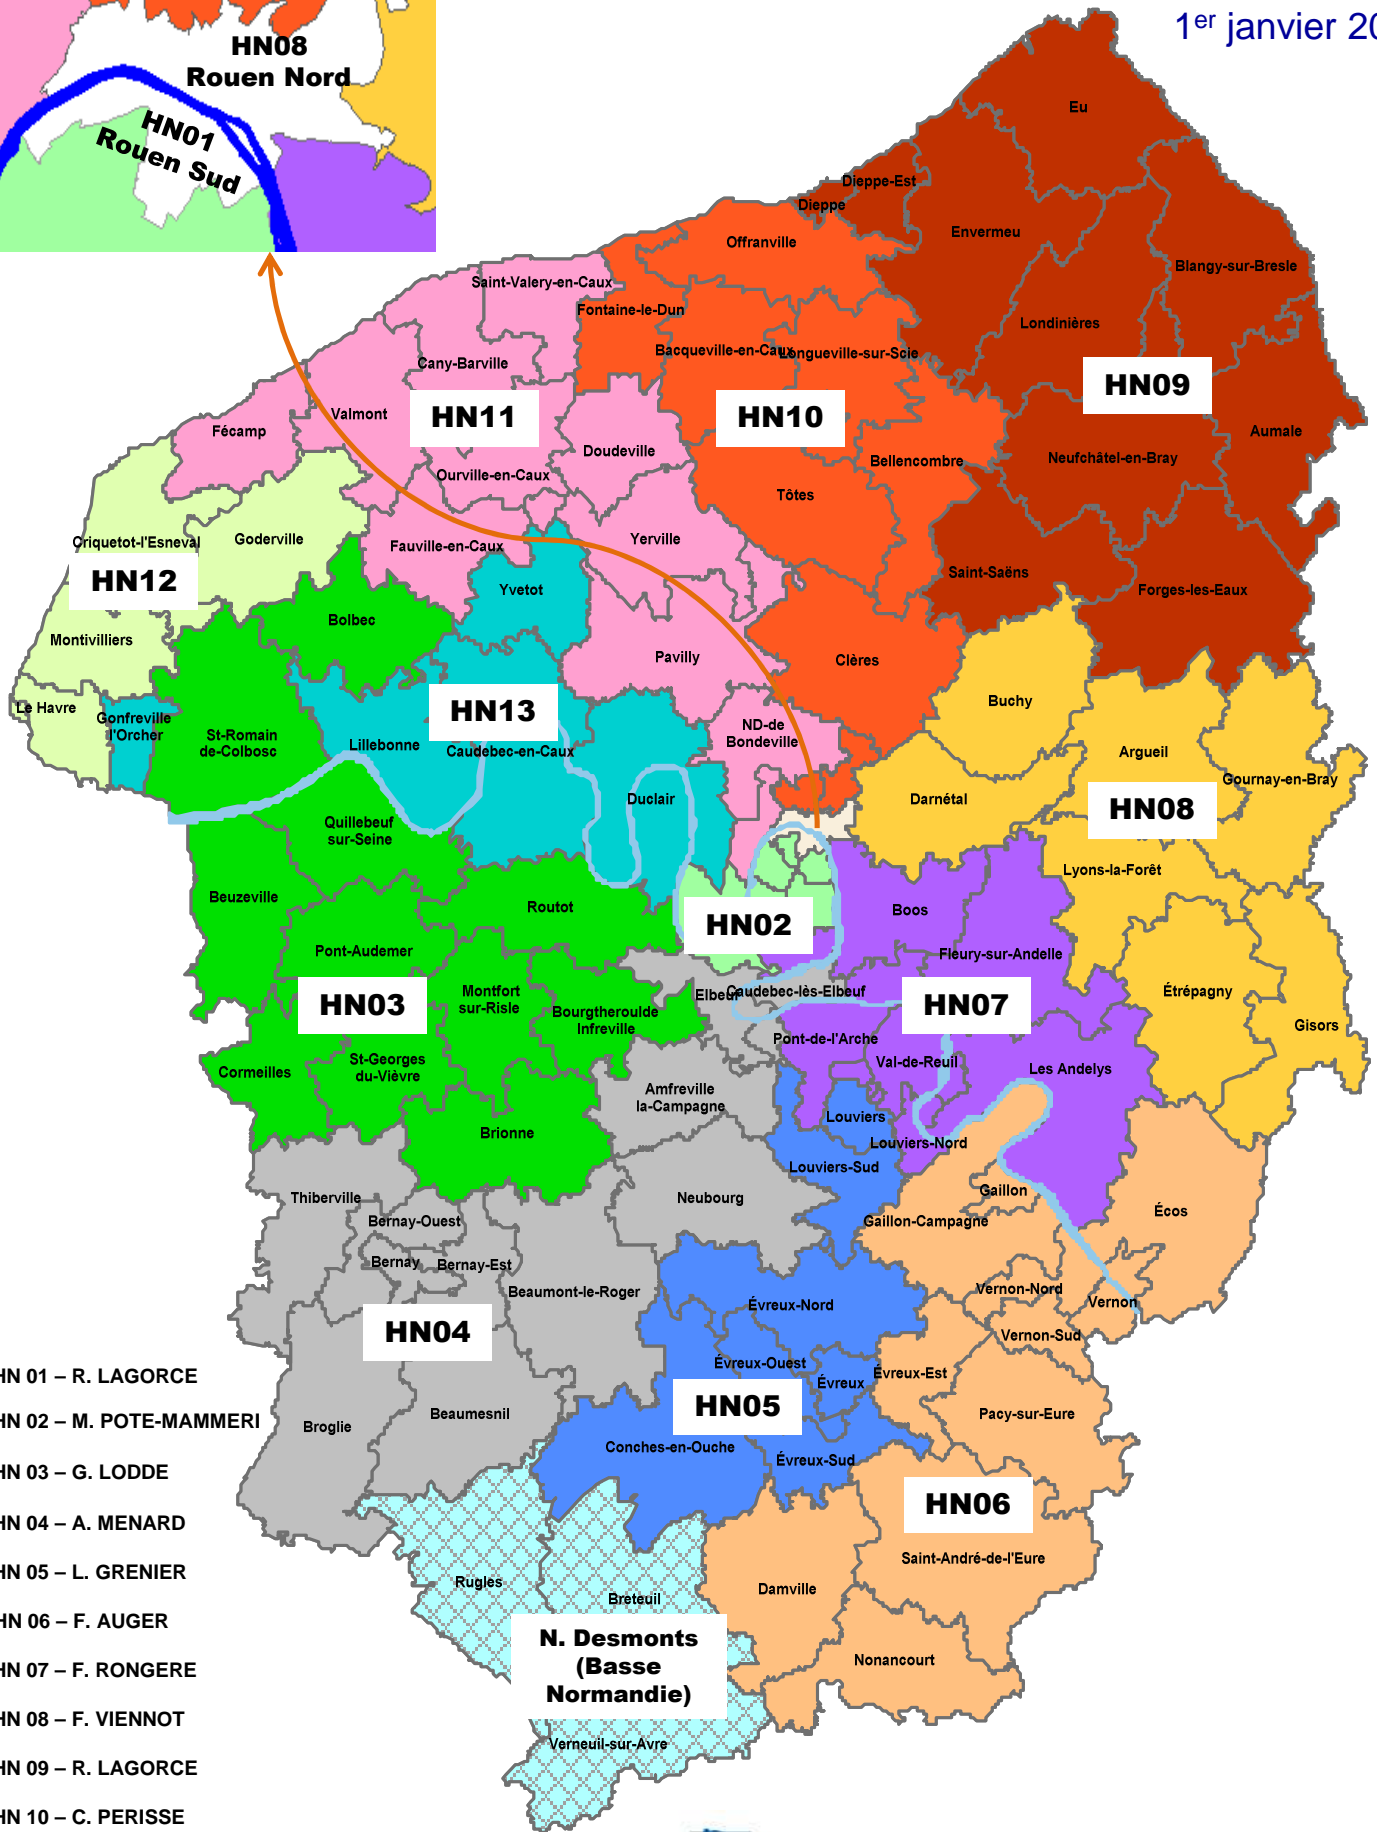 1er janvier 20
HN08
Rouen Nord
HN01
Rouen Sud
Eu
Dieppe-Est
Dieppe
Envermeu
Offranville
Blangy-sur-Bresle
Saint-Valery-en-Caux
Fontaine-le-Dun
Londinières
Bacqueville-en-Caux
Longueville-sur-Scie
Cany-Barville
HN09
Valmont
HN11
HN10
Fécamp
Aumale
Doudeville
Neufchâtel-en-Bray
Bellencombre
Ourville-en-Caux
Tôtes
Criquetot-l'Esneval
Goderville
Fauville-en-Caux
Yerville
HN12
Saint-Saëns
Yvetot
Forges-les-Eaux
Bolbec
Montivilliers
Pavilly
Clères
Buchy
Le Havre
HN13
Gonfreville
l'Orcher
ND-de
Bondeville
St-Romain
de-Colbosc
Lillebonne
Caudebec-en-Caux
Argueil
Gournay-en-Bray
Duclair
Darnétal
HN08
Quillebeuf
sur-Seine
Lyons-la-Forêt
Beuzeville
Routot
Boos
HN02
Pont-Audemer
Fleury-sur-Andelle
Montfort
sur-Risle
Elbeuf
Caudebec-lès-Elbeuf
Étrépagny
HN03
HN07
Bourgtheroulde
Infreville
Gisors
Pont-de-l'Arche
St-Georges
du-Vièvre
Val-de-Reuil
Les Andelys
Cormeilles
Amfreville
la-Campagne
Louviers
Brionne
Louviers-Nord
Louviers-Sud
Thiberville
Neubourg
Gaillon
Écos
Bernay-Ouest
Gaillon-Campagne
Bernay
Bernay-Est
Beaumont-le-Roger
Vernon-Nord
Vernon
Évreux-Nord
HN04
Vernon-Sud
Évreux-Ouest
Évreux
Évreux-Est
HN05
Beaumesnil
Pacy-sur-Eure
Broglie
Conches-en-Ouche
Évreux-Sud
HN06
Saint-André-de-l'Eure
Rugles
Breteuil
Damville
N. Desmonts
(Basse
Normandie)
Nonancourt
Verneuil-sur-Avre
HN 01 – R. LAGORCE
HN 02 – M. POTE-MAMMERI
HN 03 – G. LODDE
HN 04 – A. MENARD
HN 05 – L. GRENIER
HN 06 – F. AUGER
HN 07 – F. RONGERE
HN 08 – F. VIENNOT
HN 09 – R. LAGORCE
HN 10 – C. PERISSE